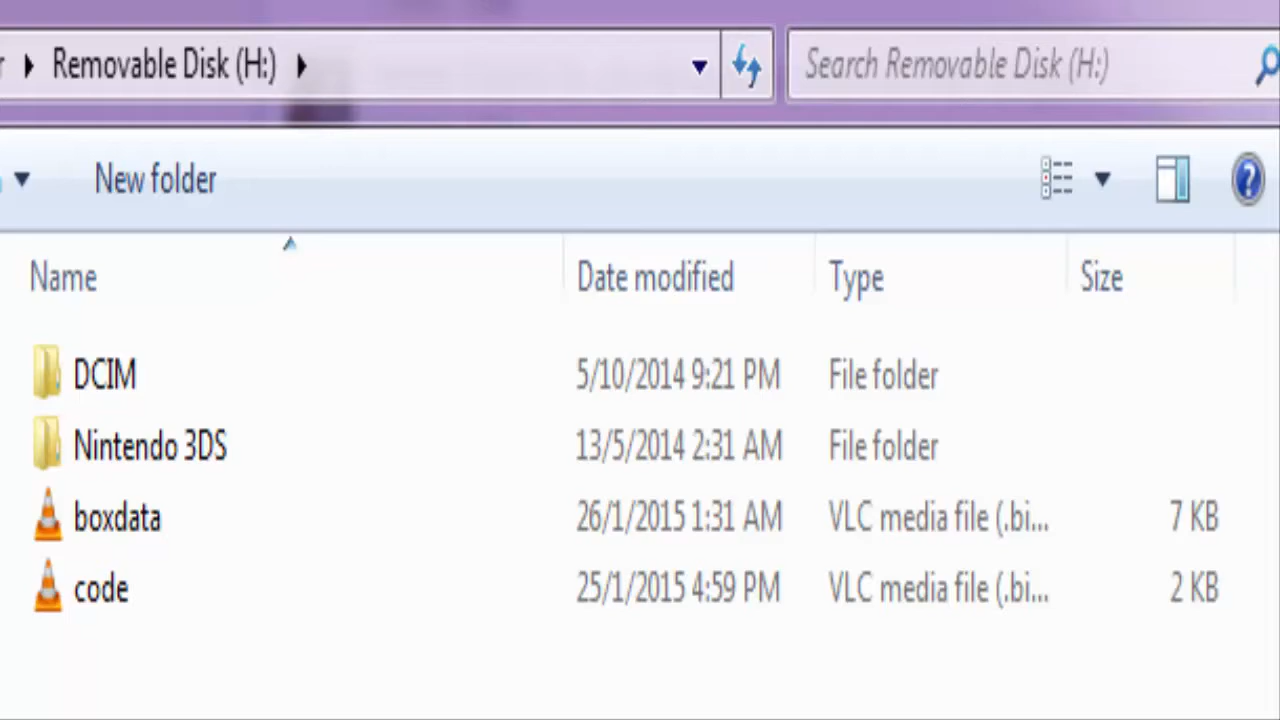 Removable Disk (H:) Search Removable Disk (H:)
New folder
Name Date modified Type Size
DCIM 5/10/2014 9:21 PM File folder
Nintendo 3DS 13/5/2014 2:31 AM File folder
boxdata 26/1/2015 1:31 AM VLC media file (.bi... 7 KB
code 25/1/2015 4:59 PM VLC media file (.bi... 2 KB